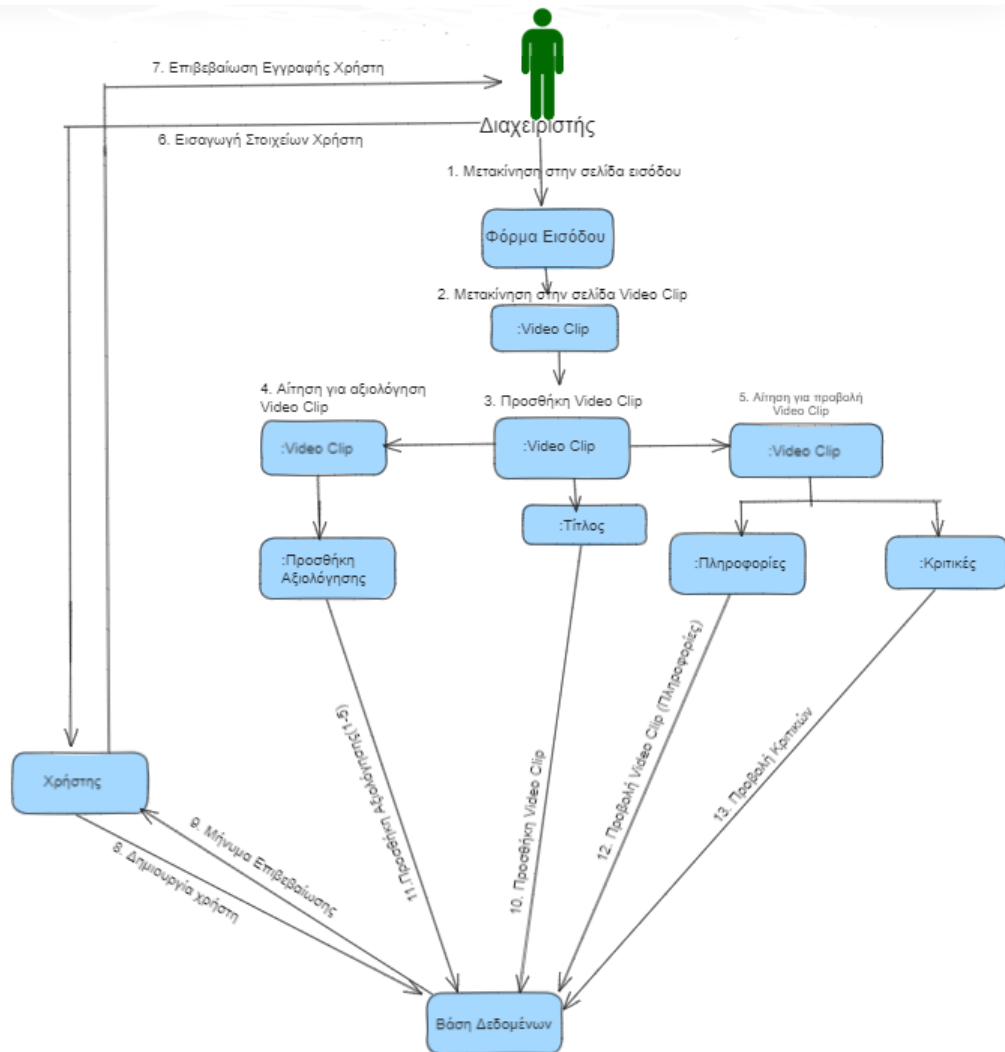 7. Επιβεβαίωση Εγγραφής Χρήστη
Διαχειριστής
6. Εισαγωγή Στοιχείων Χρήστη
1. Μετακίνηση στην σελίδα εισόδου
Φόρμα Εισόδου
2. Μετακίνηση στην σελίδα Video Clip
:Video Clip
4. Αίτηση για αξιολόγηση
Video Clip
3. Προσθήκη Video Clip
5. Αίτηση για προβολή
Video Clip
:Video Clip
:Video Clip
:Video Clip
:Τίτλος
:Προσθήκη
Αξιολόγησης
:Πληροφορίες
:Κριτικές
11.Προσθήκη Αξιολόγησης(1-5)
10. Προσθήκη Video Clip
12. Προβολή Video Clip (Πληροφορίες)
13. Προβολή Κριτικών
Χρήστης
9. Μήνυμα Επιβεβαίωσης
8. Δημιουργία χρήστη
Βάση Δεδομένων